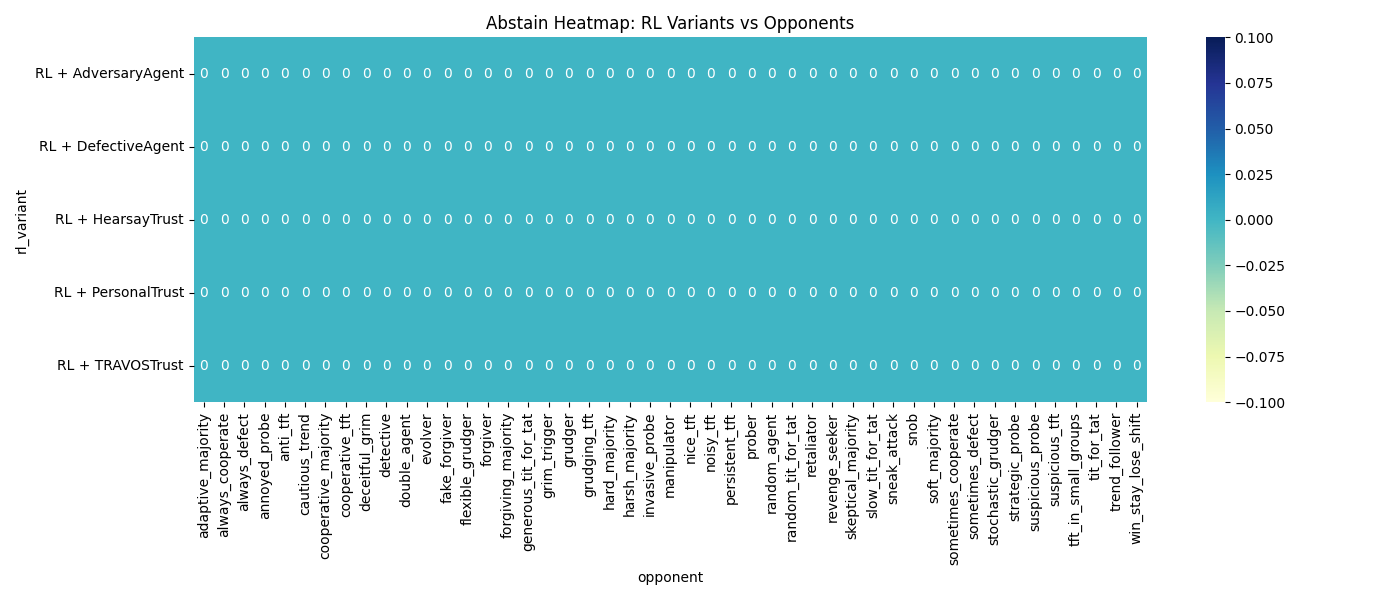 Abstain Heatmap: RL Variants vs Opponents
rl_variant
RL + AdversaryAgent 0 0 0 0 0 0 0 0 0 0 0 0 0 0 0 0 0 0 0 0 0 0 0 0 0 0 0 0 0 0 0 0 0 0 0 0 0 0 0 0 0 0 0 0 0 0 0
RL + DefectiveAgent 0 0 0 0 0 0 0 0 0 0 0 0 0 0 0 0 0 0 0 0 0 0 0 0 0 0 0 0 0 0 0 0 0 0 0 0 0 0 0 0 0 0 0 0 0 0 0
RL + HearsayTrust 0 0 0 0 0 0 0 0 0 0 0 0 0 0 0 0 0 0 0 0 0 0 0 0 0 0 0 0 0 0 0 0 0 0 0 0 0 0 0 0 0 0 0 0 0 0 0
RL + PersonalTrust 0 0 0 0 0 0 0 0 0 0 0 0 0 0 0 0 0 0 0 0 0 0 0 0 0 0 0 0 0 0 0 0 0 0 0 0 0 0 0 0 0 0 0 0 0 0 0
RL + TRAVOSTrust 0 0 0 0 0 0 0 0 0 0 0 0 0 0 0 0 0 0 0 0 0 0 0 0 0 0 0 0 0 0 0 0 0 0 0 0 0 0 0 0 0 0 0 0 0 0 0
adaptive_majority
always_cooperate
always_defect
annoyed_probe
anti_tft
cautious_trend
cooperative_majority
cooperative_tft
deceitful_grim
detective
double_agent
evolver
fake_forgiver
flexible_grudger
forgiver
forgiving_majority
generous_tit_for_tat
grim_trigger
grudger
grudging_tft
hard_majority
harsh_majority
invasive_probe
manipulator
nice_tft
noisy_tft
persistent_tft
prober
random_agent
random_tit_for_tat
retaliator
revenge_seeker
skeptical_majority
slow_tit_for_tat
sneak_attack
snob
soft_majority
sometimes_cooperate
sometimes_defect
stochastic_grudger
strategic_probe
suspicious_probe
suspicious_tft
tft_in_small_groups
tit_for_tat
trend_follower
win_stay_lose_shift
opponent
0.100
0.075
0.050
0.025
0.000
−0.025
−0.050
−0.075
−0.100